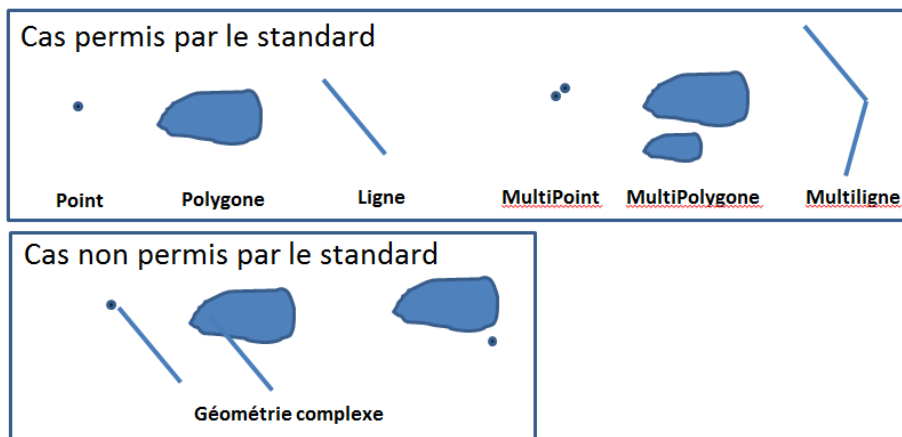 Cas permis par le standard
Point Polygone Ligne MultiPoint MultiPolygone Multiligne
Cas non permis par le standard
Géométrie complexe